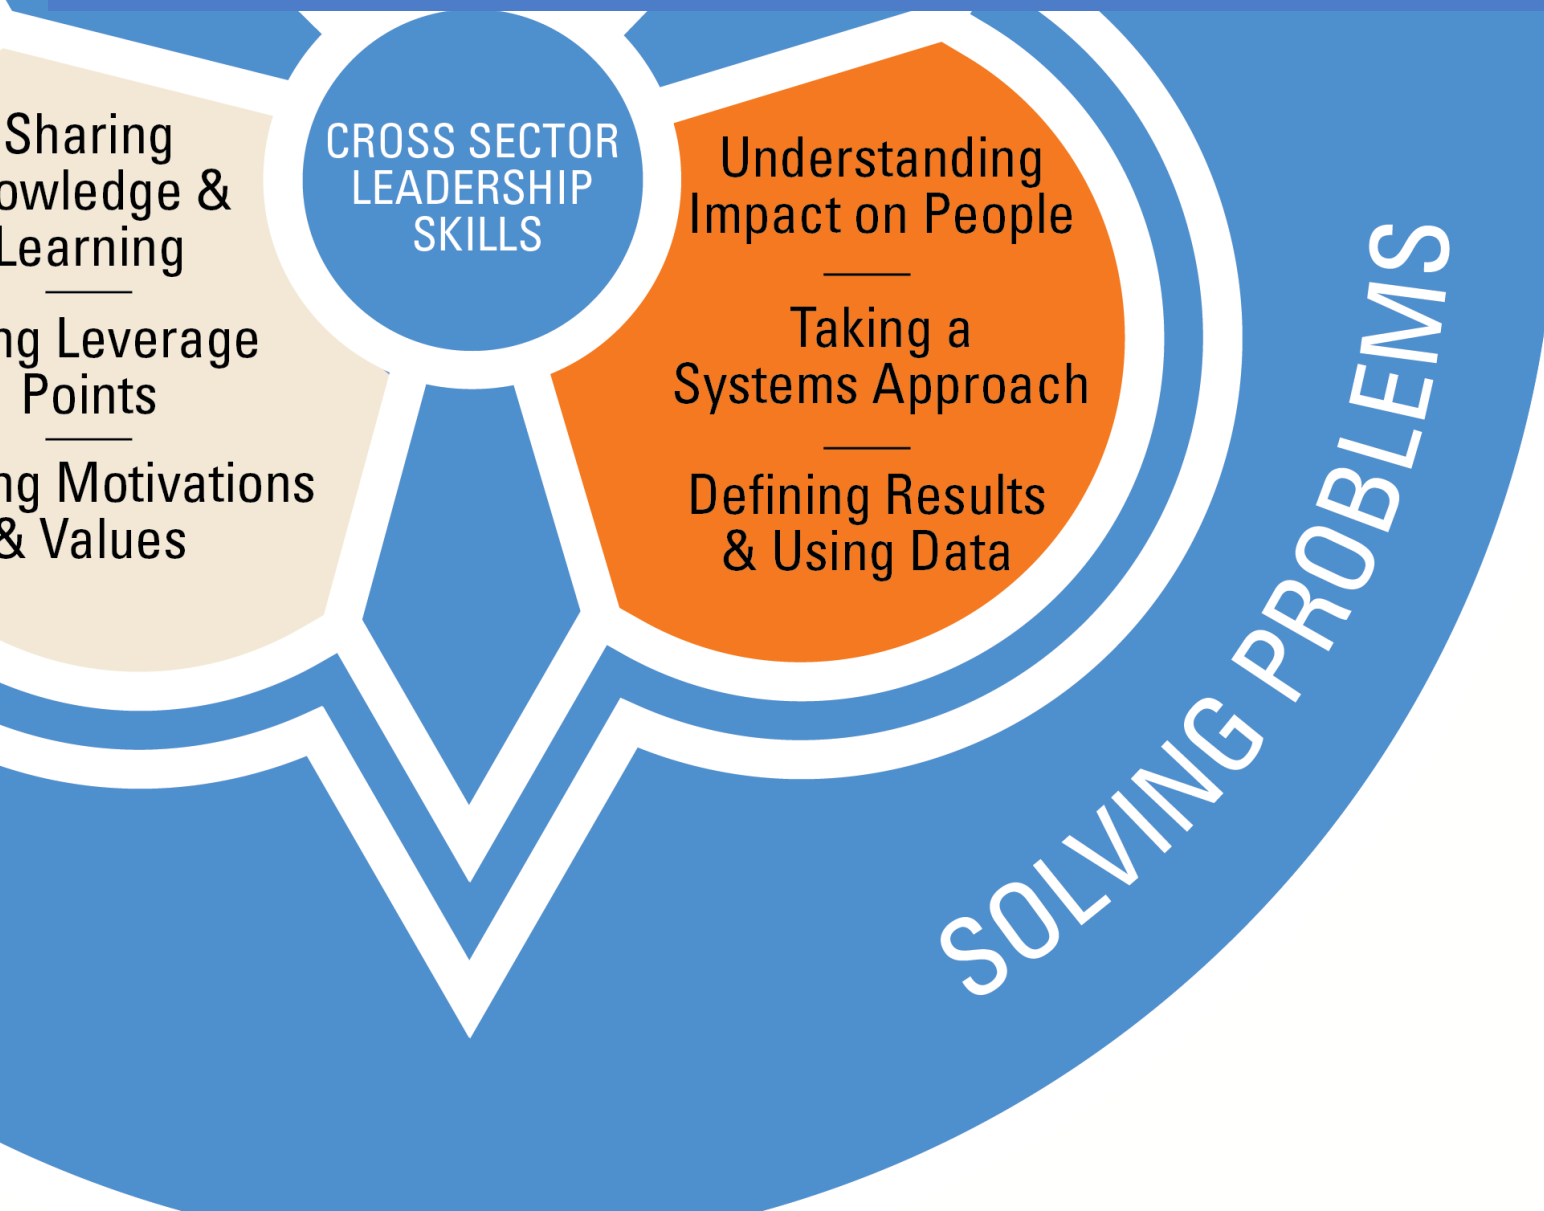 Sharing
owledge &
Learning
ng Leverage
Points
ng Motivations
& Values
CROSS SECTOR
LEADERSHIP
SKILLS
Understanding
Impact on People
Taking a
Systems Approach
Defining Results
& Using Data
SOLVING PROBLEMS